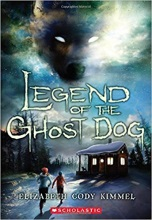 LEGEND
OF THE
GHOST DOG
ELIZABETH CODY KIMMEL
SCHOLASTIC